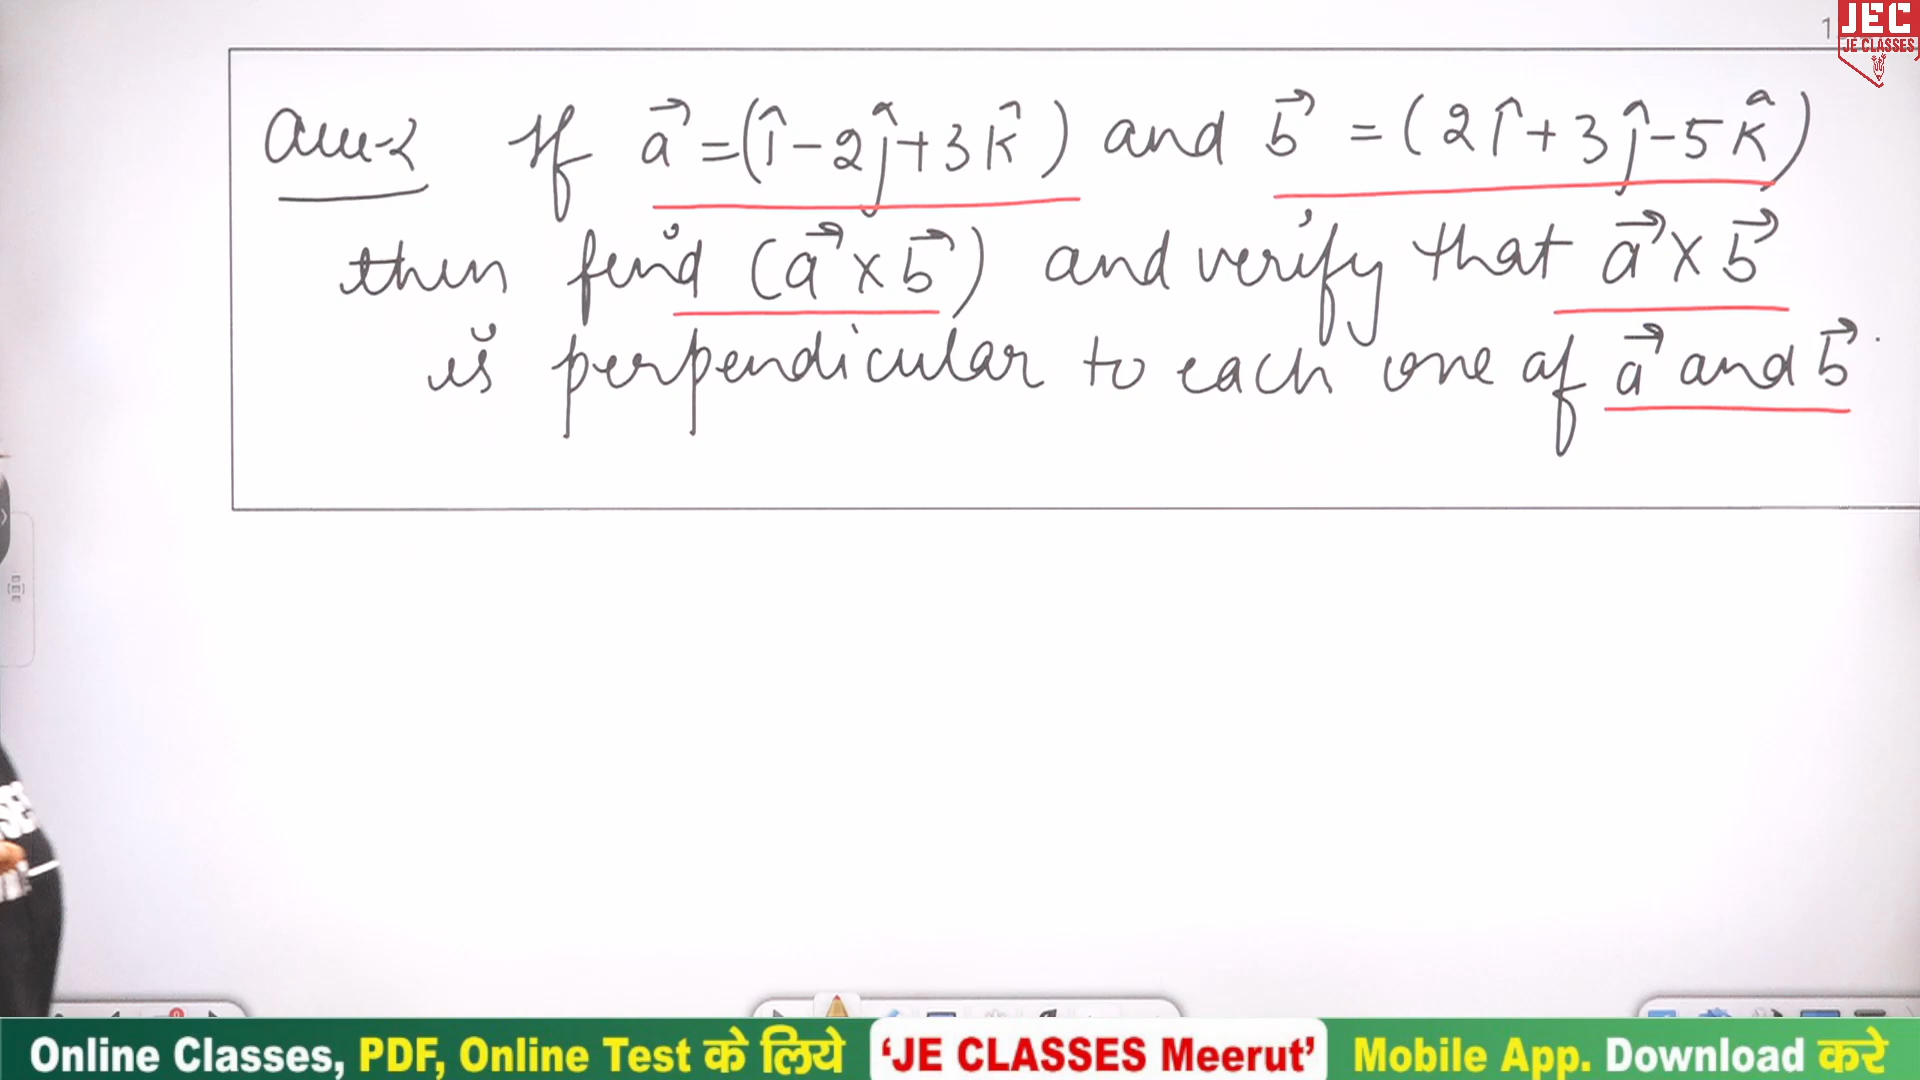 1
JEC
JE CLASSES
Que-2 If a⃗ = (î - 2ĵ + 3k̂) and b⃗ = (2î + 3ĵ - 5k̂)
then find (a⃗ × b⃗) and verify that a⃗ × b⃗
is perpendicular to each one of a⃗ and b⃗.
Online Classes, PDF, Online Test के लिये 'JE CLASSES Meerut' Mobile App. Download करे